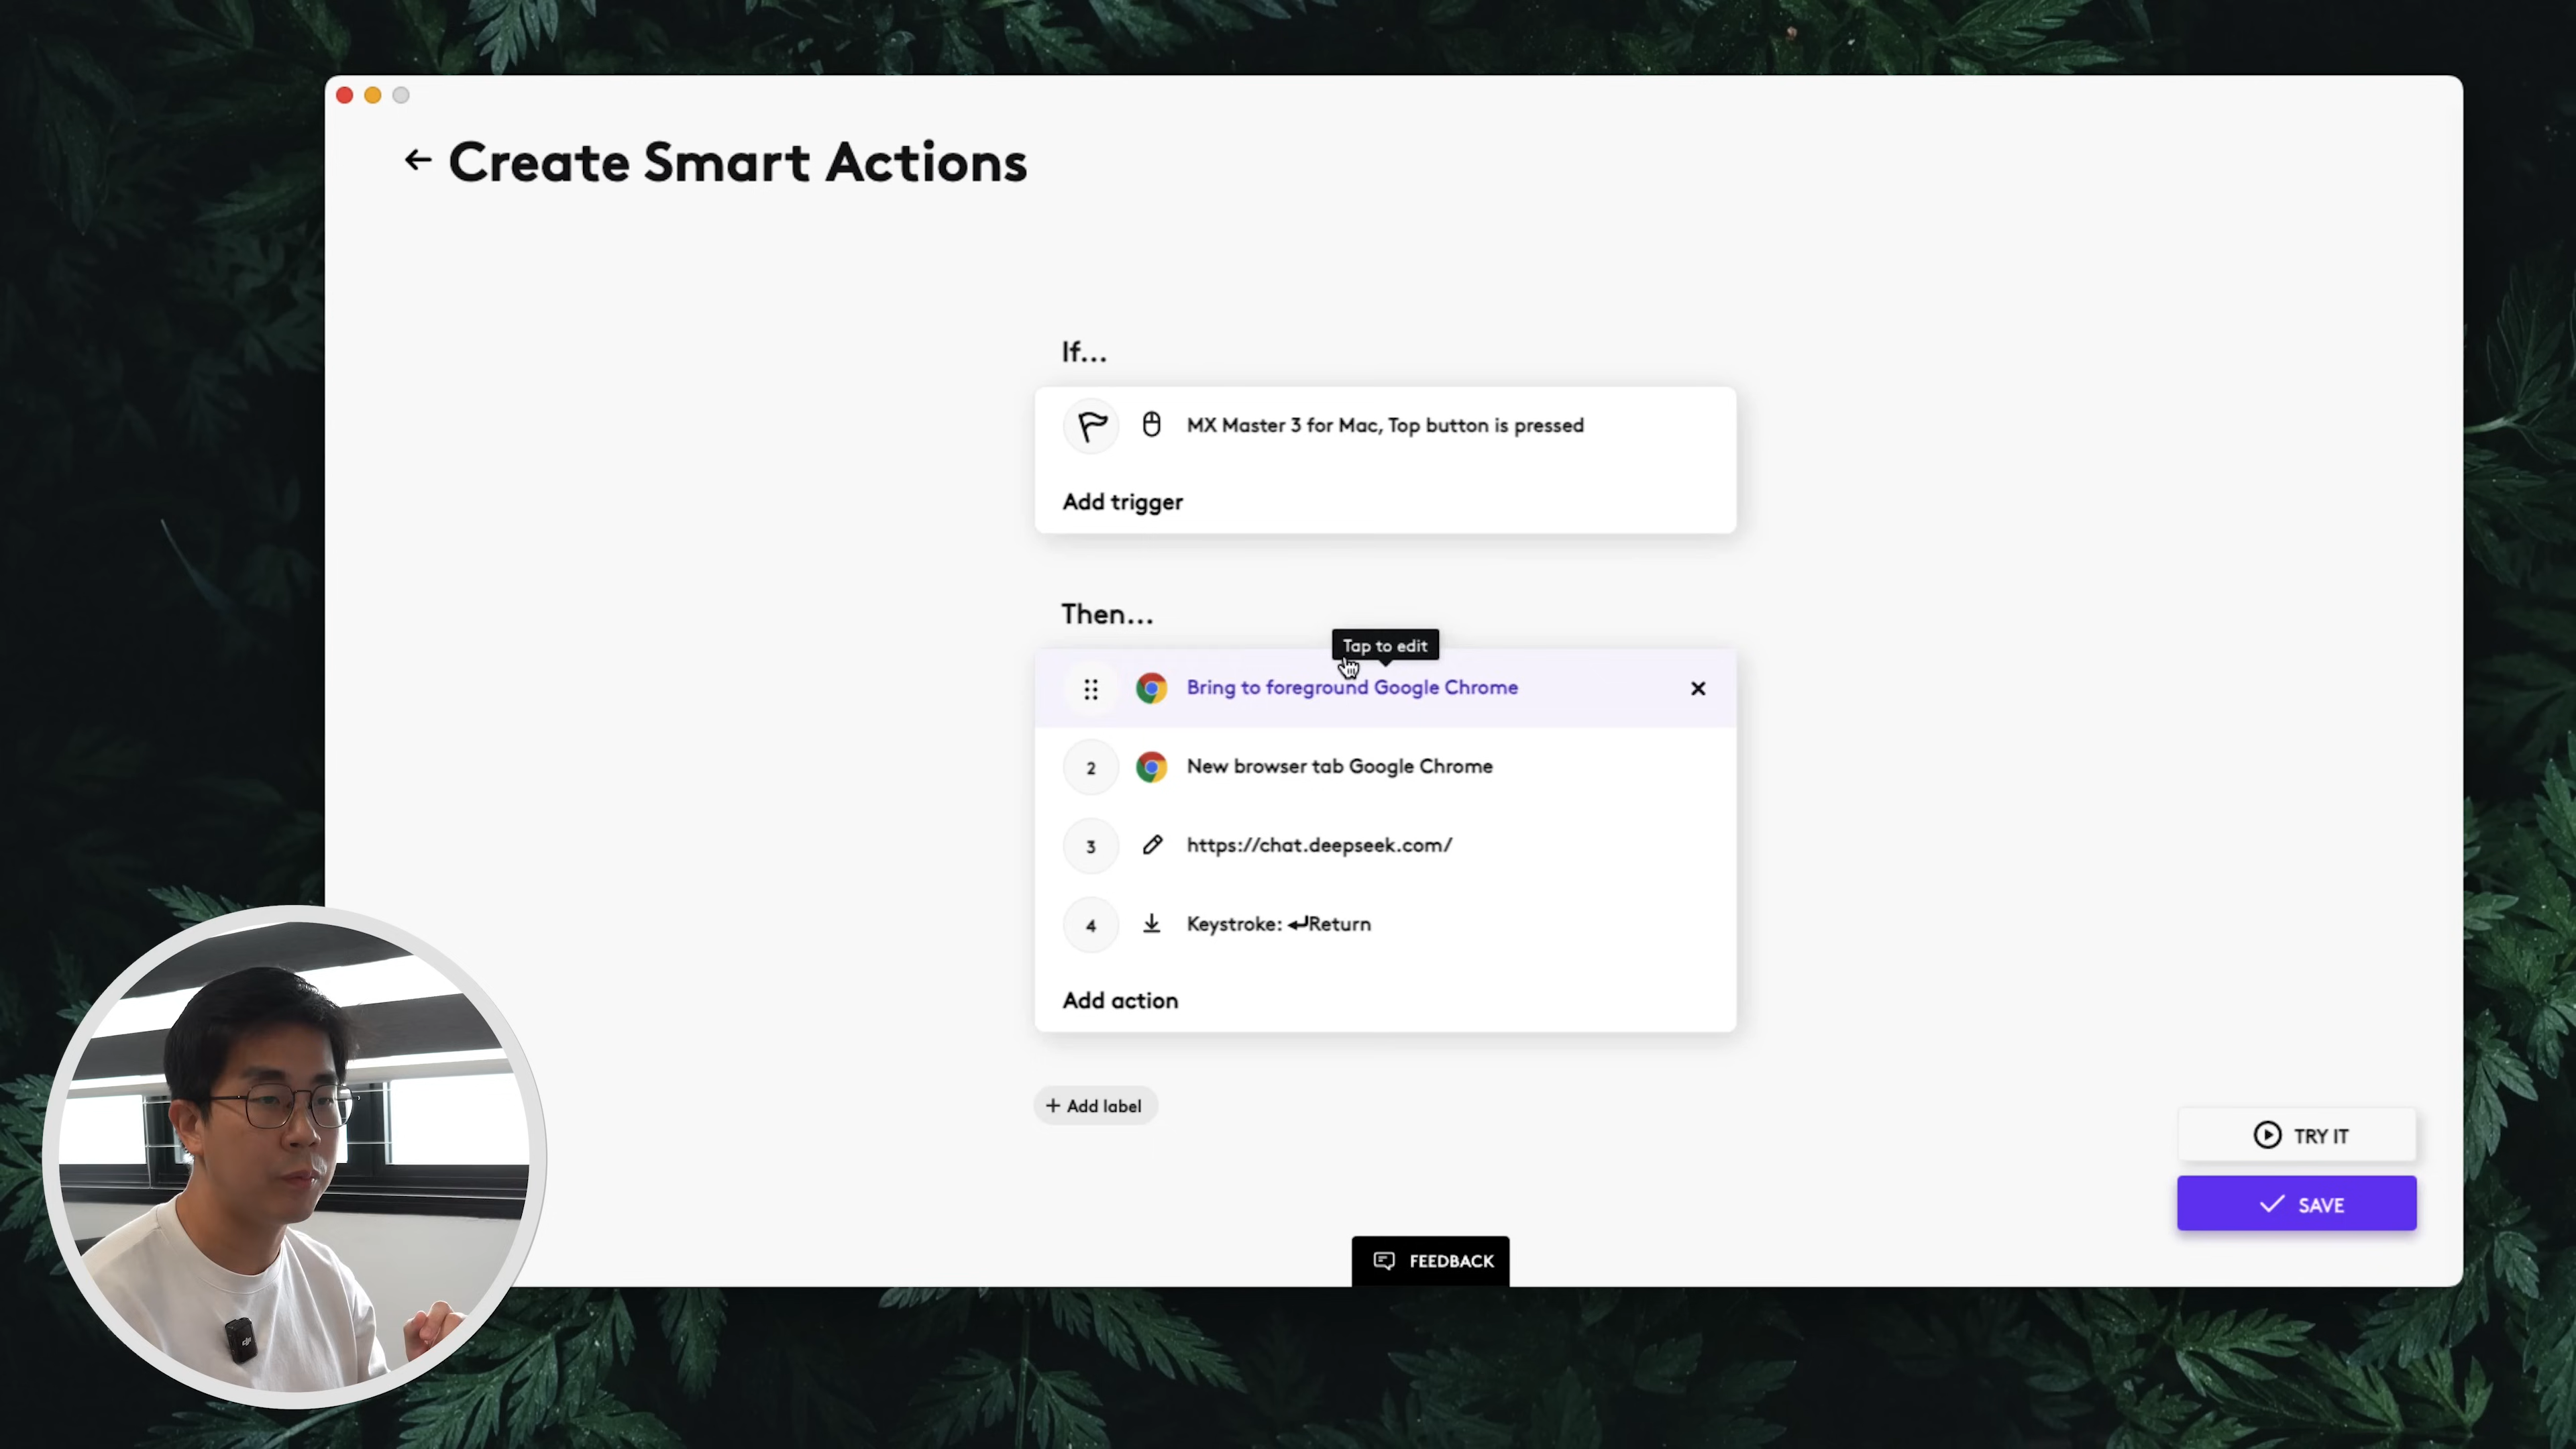 ← Create Smart Actions
If...
MX Master 3 for Mac, Top button is pressed
Add trigger
Then...
Tap to edit
Bring to foreground Google Chrome
2 New browser tab Google Chrome
3 https://chat.deepseek.com/
4 Keystroke: ↵Return
Add action
+ Add label
TRY IT
SAVE
FEEDBACK
dji